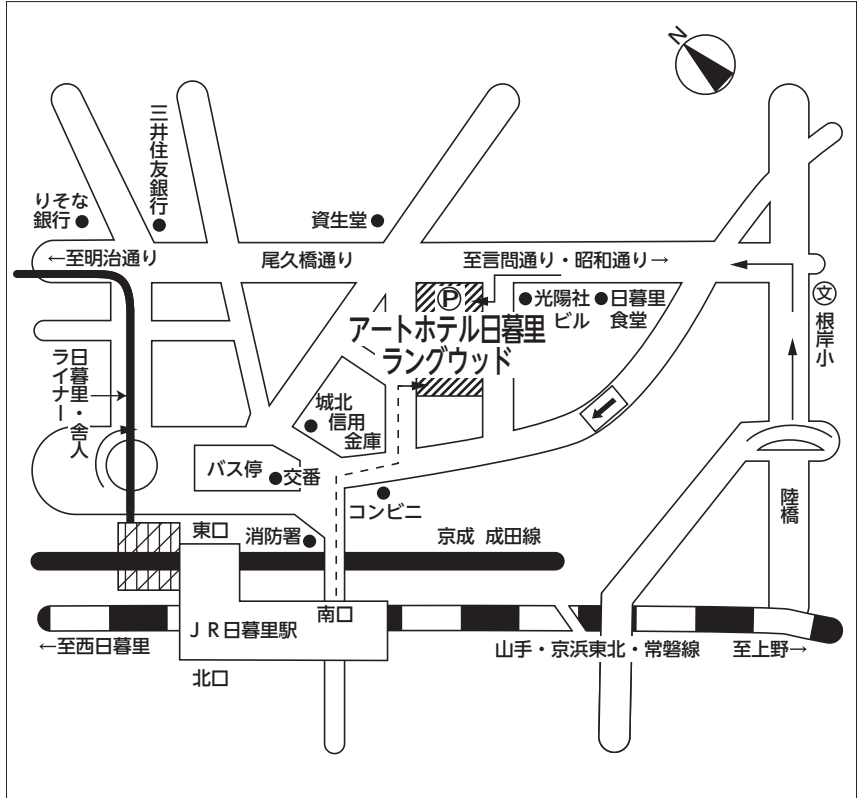 N
三井住友銀行
りそな
銀行
資生堂
←至明治通り
尾久橋通り
至言問通り・昭和通り→
P
光陽社
ビル
日暮里
食堂
文
根岸小
アートホテル日暮里
ラングウッド
日暮里・舎人
ライナー
城北
信用
金庫
バス停
交番
コンビニ
陸橋
東口
消防署
京成 成田線
南口
JR日暮里駅
←至西日暮里
山手・京浜東北・常磐線
至上野→
北口